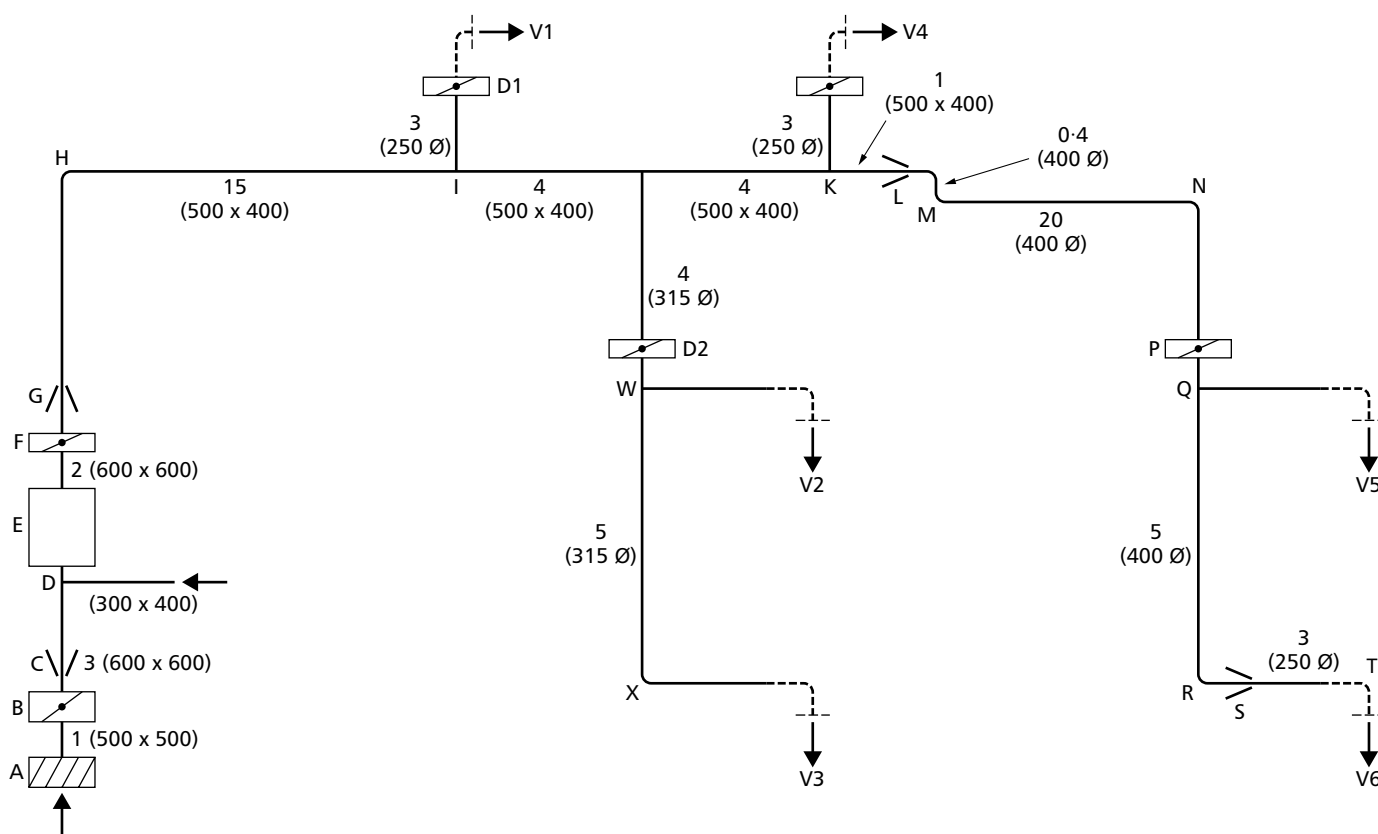 V1
V4
D1
1
(500 x 400)
3
(250 Ø)
3
(250 Ø)
0·4
(400 Ø)
H
15
(500 x 400)
I
4
(500 x 400)
4
(500 x 400)
K
L
M
N
20
(400 Ø)
4
(315 Ø)
D2
P
G
W
Q
F
2 (600 x 600)
V2
V5
E
5
(315 Ø)
5
(400 Ø)
D
(300 x 400)
C
3 (600 x 600)
3
(250 Ø)
T
X
R
S
B
1 (500 x 500)
A
V3
V6